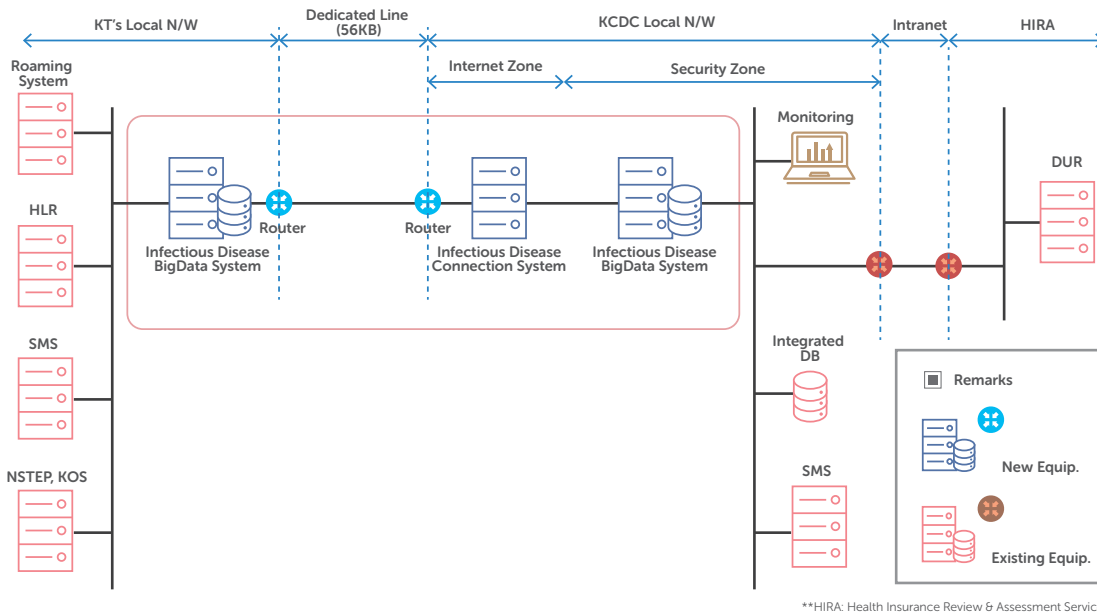 KT's Local N/W
Dedicated Line
(56KB)
KCDC Local N/W
Intranet
HIRA
Internet Zone
Security Zone
Roaming
System
HLR
SMS
NSTEP, KOS
Infectious Disease
BigData System
Router
Router
Infectious Disease
Connection System
Infectious Disease
BigData System
Monitoring
Integrated
DB
SMS
DUR
Remarks
New Equip.
Existing Equip.
**HIRA: Health Insurance Review & Assessment Servic